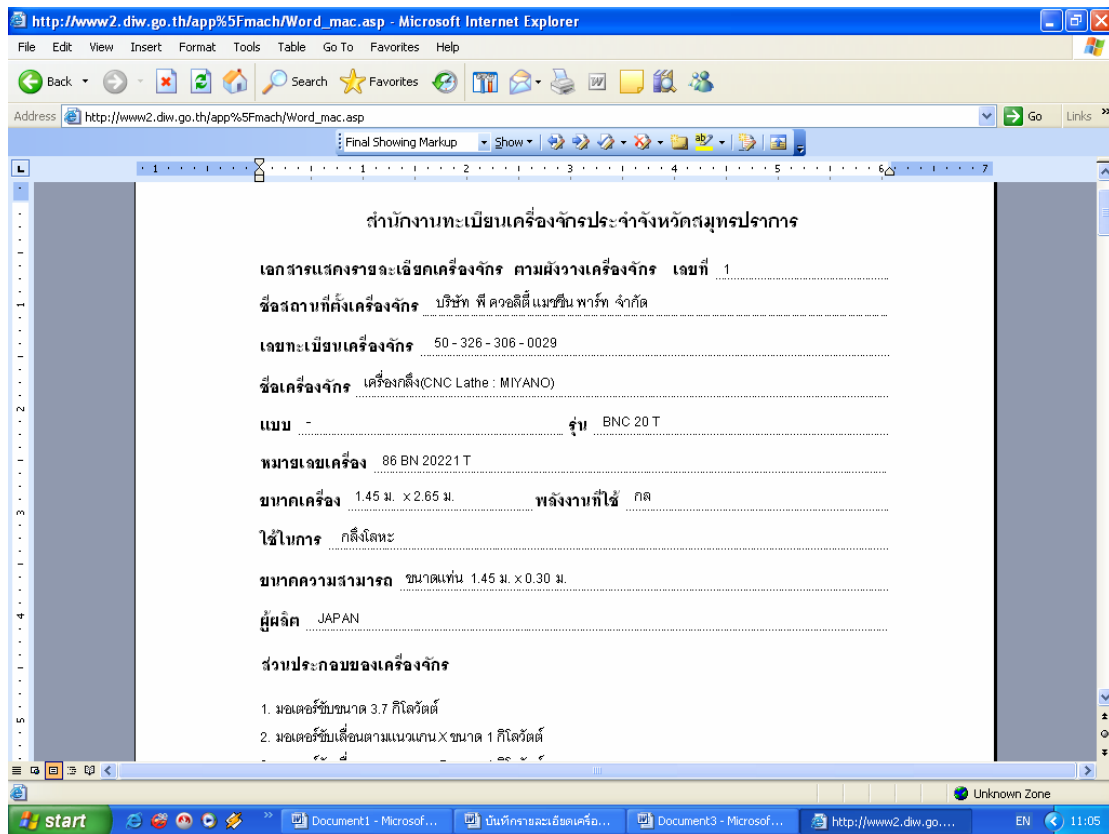 http://www2.diw.go.th/app%5Fmach/Word_mac.asp - Microsoft Internet Explorer
File Edit View Insert Format Tools Table Go To Favorites Help
Back Search Favorites
Address http://www2.diw.go.th/app%5Fmach/Word_mac.asp Go Links »
Final Showing Markup Show
1 1 2 3 4 5 6 7
สำนักงานทะเบียนเครื่องจักรประจำจังหวัดสมุทรปราการ
เอกสารแสดงรายละเอียดเครื่องจักร ตามผังวางเครื่องจักร เลขที่ 1
ชื่อสถานที่ตั้งเครื่องจักร บริษัท พี ควอลิตี้ แมชชีน พาร์ท จำกัด
เลขทะเบียนเครื่องจักร 50 - 326 - 306 - 0029
ชื่อเครื่องจักร เครื่องกลึง(CNC Lathe : MIYANO)
แบบ - รุ่น BNC 20 T
หมายเลขเครื่อง 86 BN 20221 T
ขนาดเครื่อง 1.45 ม. x 2.65 ม. พลังงานที่ใช้ กล
ใช้ในการ กลึงโลหะ
ขนาดความสามารถ ขนาดแท่น 1.45 ม. x 0.30 ม.
ผู้ผลิต JAPAN
ส่วนประกอบของเครื่องจักร
1. มอเตอร์ขับขนาด 3.7 กิโลวัตต์
2. มอเตอร์ขับเลื่อนตามแนวแกน X ขนาด 1 กิโลวัตต์
Unknown Zone
start » Document1 - Microsof... บันทึกรายละเอียดเครื่อ... Document3 - Microsof... http://www2.diw.go.... EN 11:05